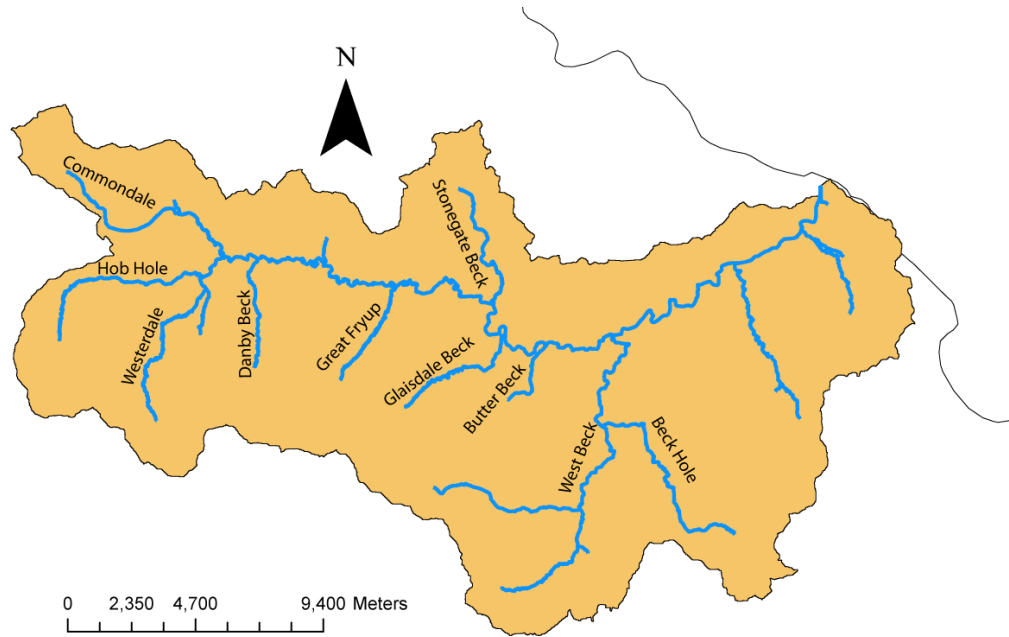 N
Commondale
Stonegate Beck
Hob Hole
Westerdale
Danby Beck
Great Fryup
Glaisdale Beck
Butter Beck
West Beck
Beck Hole
0 2,350 4,700 9,400 Meters